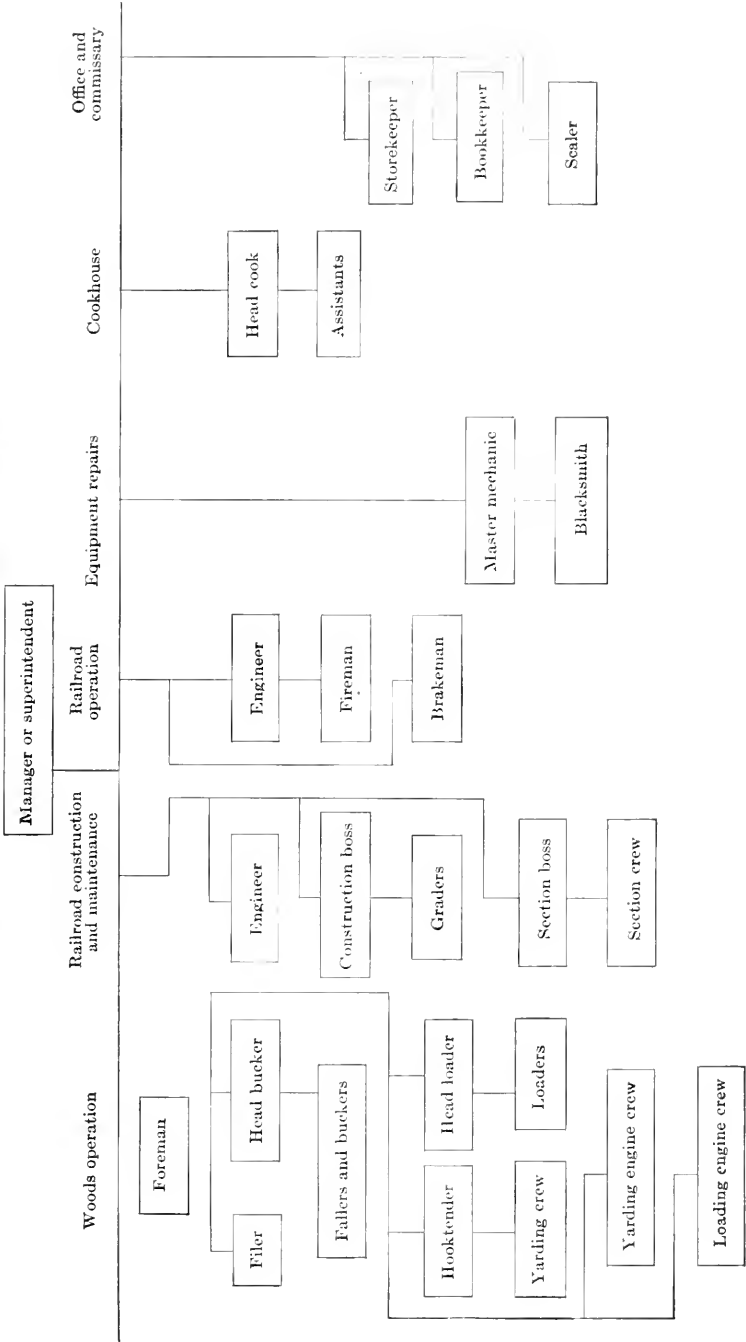 Manager or superintendent
Woods operation
Foreman
Filer
Head bucker
Fallers and buckers
Hooktender
Head loader
Yarding crew
Loaders
Yarding engine crew
Loading engine crew
Railroad construction
and maintenance
Engineer
Construction boss
Graders
Section boss
Section crew
Railroad
operation
Engineer
Fireman
Brakeman
Equipment repairs
Master mechanic
Blacksmith
Cookhouse
Head cook
Assistants
Office and
commissary
Storekeeper
Bookkeeper
Scaler